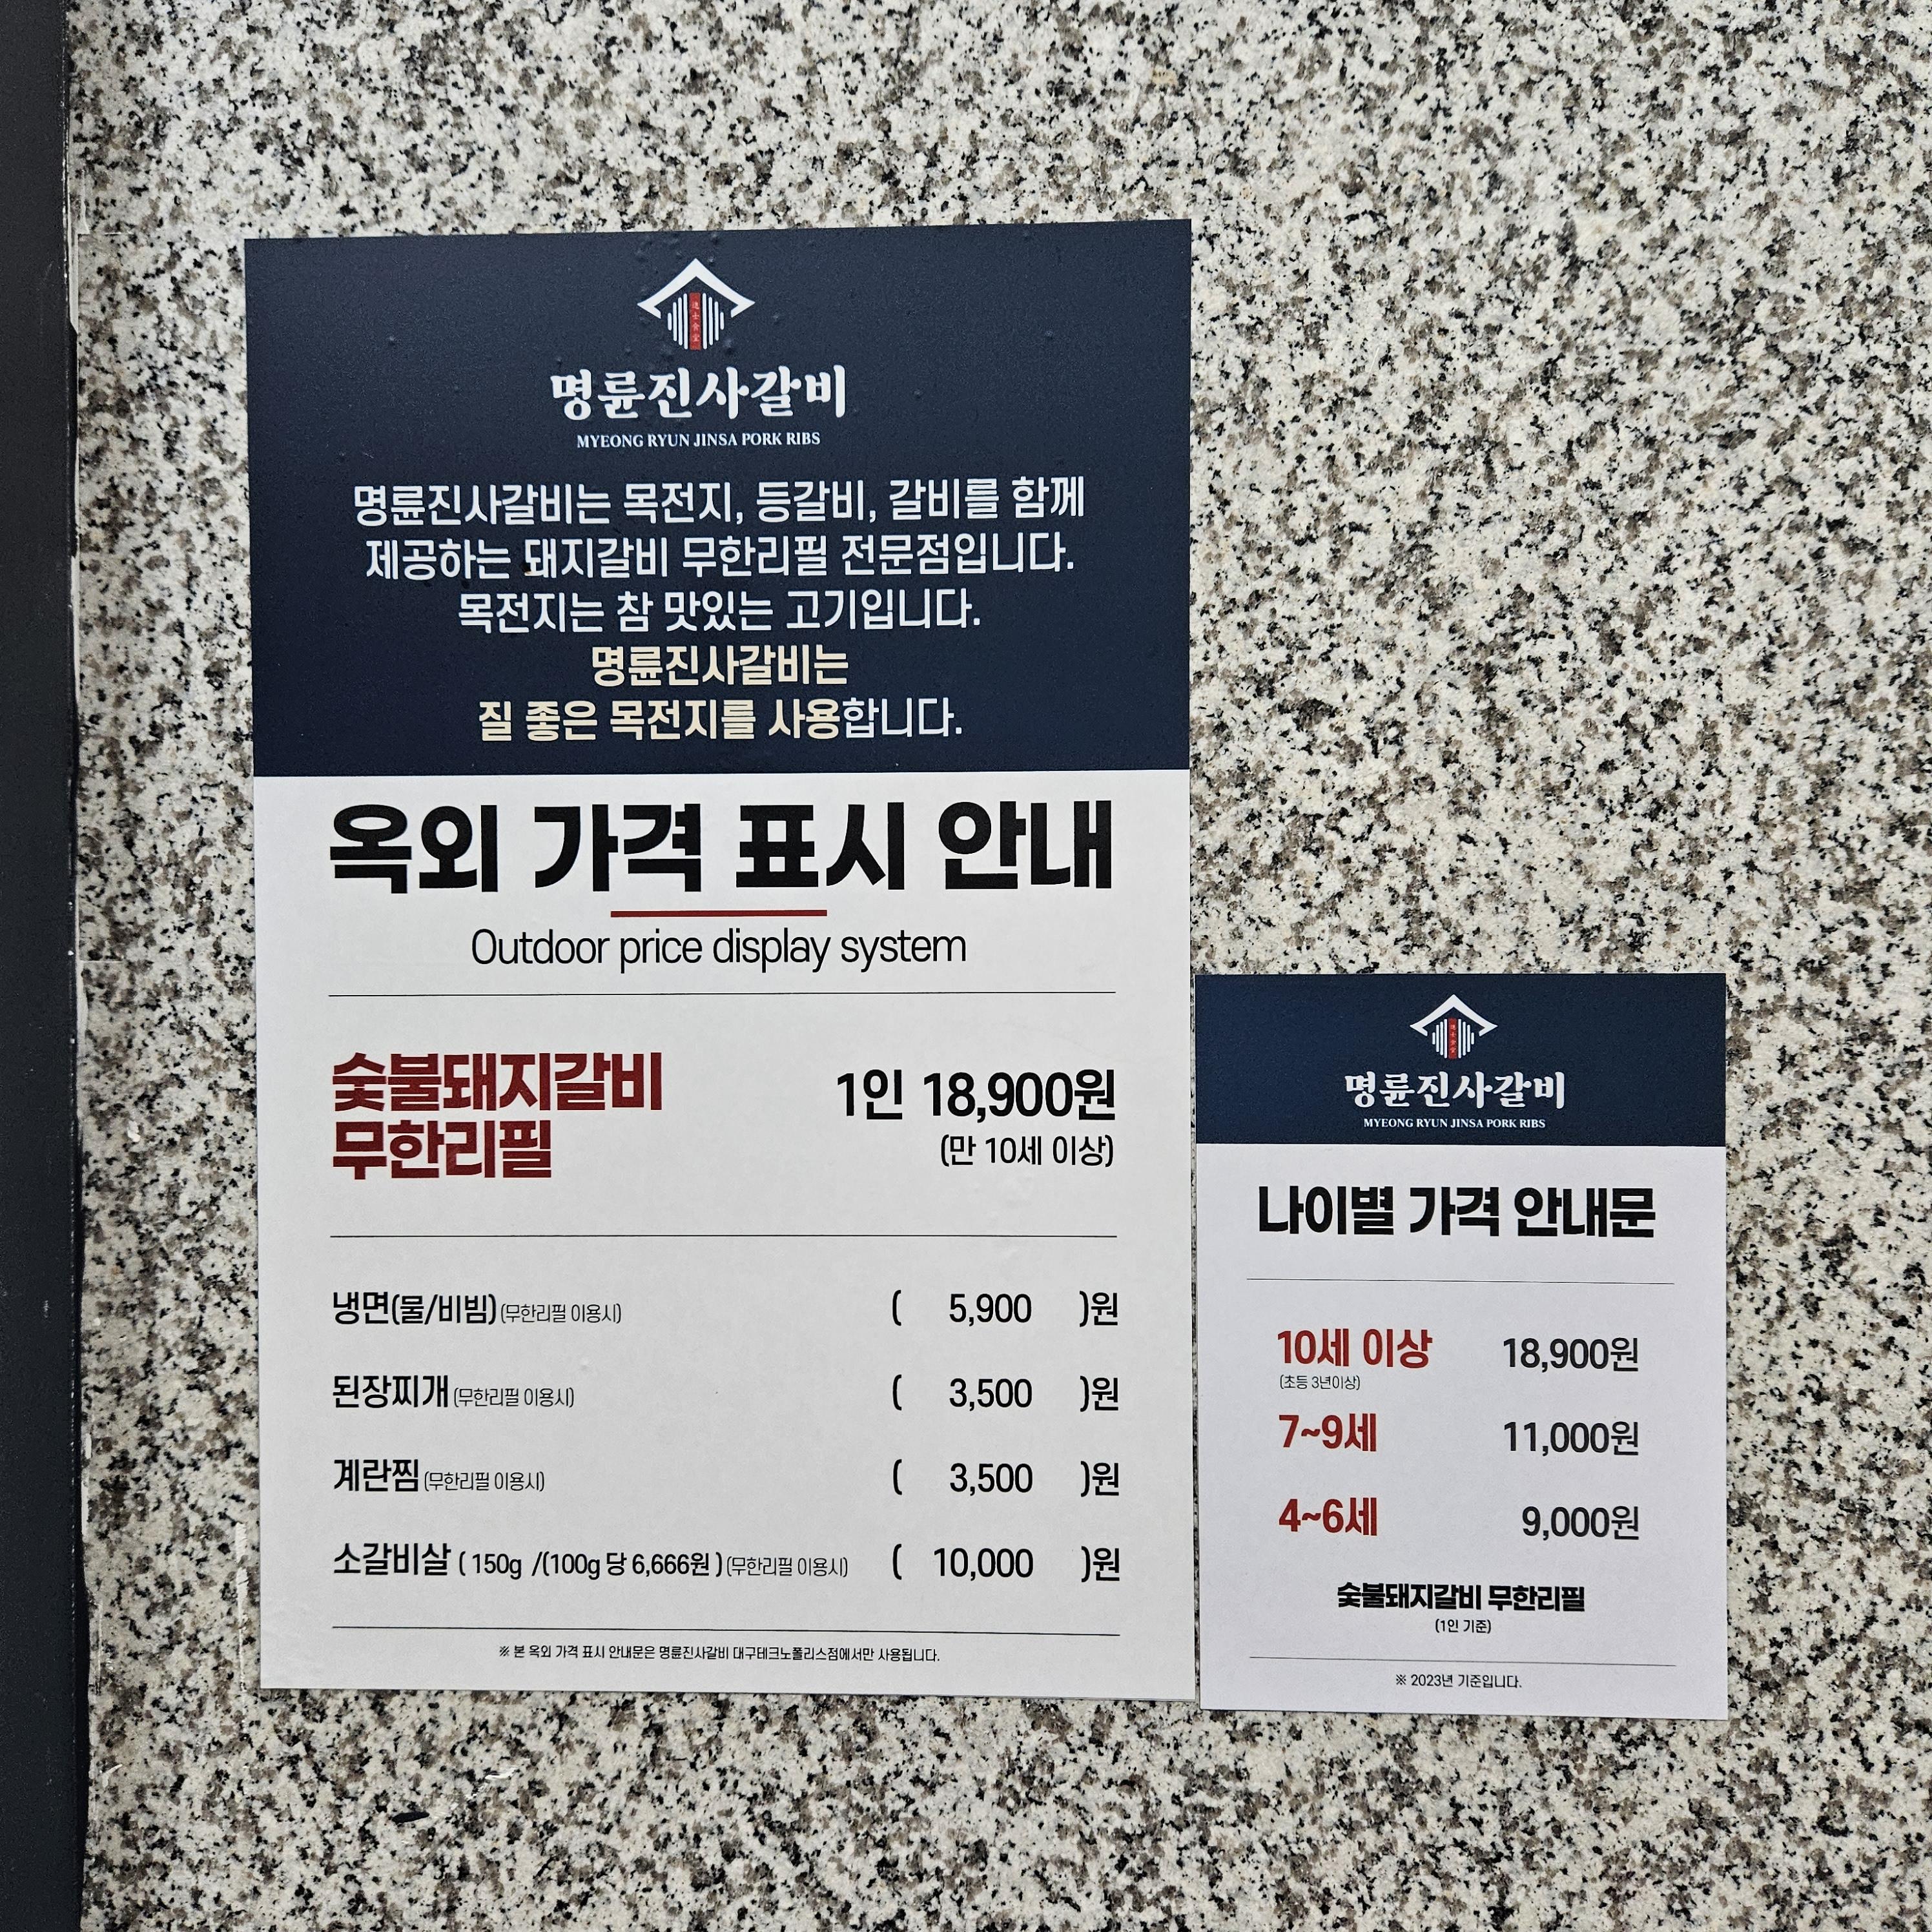 명륜진사갈비
MYEONG RYUN JINSA PORK RIBS
명륜진사갈비는 목전지, 등갈비, 갈비를 함께
제공하는 돼지갈비 무한리필 전문점입니다.
목전지는 참 맛있는 고기입니다.
명륜진사갈비는
질 좋은 목전지를 사용합니다.
옥외 가격 표시 안내
Outdoor price display system
숯불돼지갈비
무한리필
1인 18,900원
(만 10세 이상)
냉면(물/비빔) (무한리필 이용시) ( 5,900 )원
된장찌개 (무한리필 이용시) ( 3,500 )원
계란찜 (무한리필 이용시) ( 3,500 )원
소갈비살 ( 150g /(100g 당 6,666원 ) (무한리필 이용시) ( 10,000 )원
※ 본 옥외 가격 표시 안내문은 명륜진사갈비 대구테크노폴리스점에서만 사용됩니다.
명륜진사갈비
MYEONG RYUN JINSA PORK RIBS
나이별 가격 안내문
10세 이상 18,900원
(초등 3년이상)
7~9세 11,000원
4~6세 9,000원
숯불돼지갈비 무한리필
(1인 기준)
※ 2023년 기준입니다.